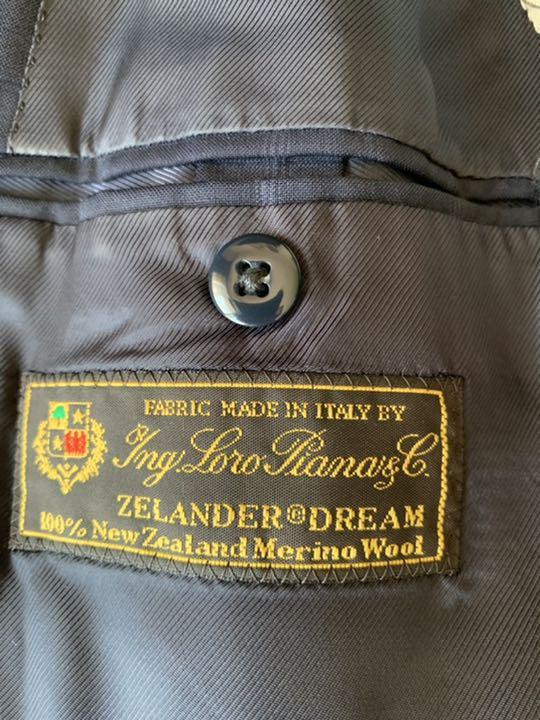 FABRIC MADE IN ITALY BY
Ing. Loro Piana & C.
ZELANDER® DREAM
100% New Zealand Merino Wool